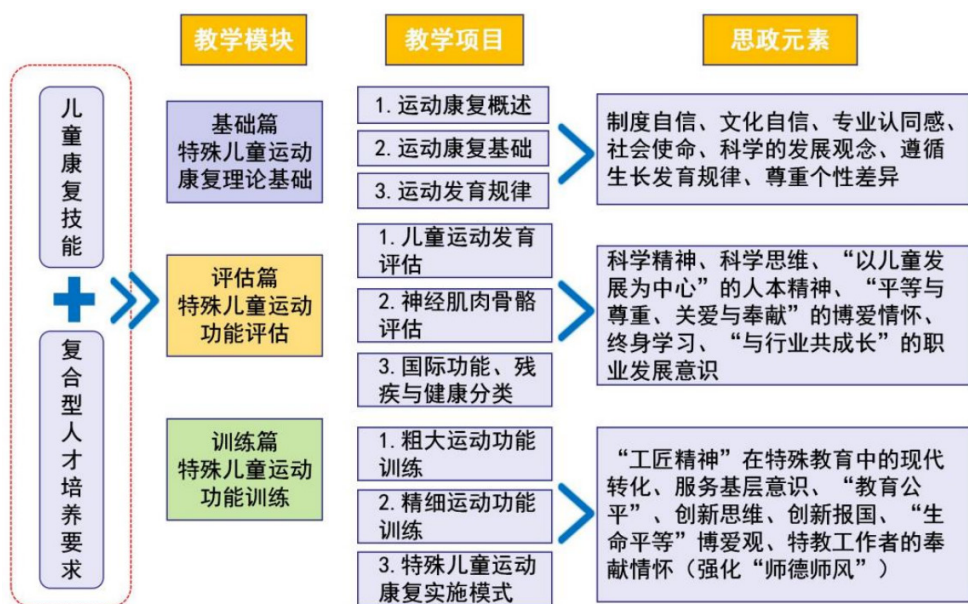 教学模块
教学项目
思政元素
儿童康复技能
+
复合型人才培养要求
基础篇
特殊儿童运动
康复理论基础
1.运动康复概述
2.运动康复基础
3.运动发育规律
制度自信、文化自信、专业认同感、
社会使命、科学的发展观念、遵循
生长发育规律、尊重个性差异
评估篇
特殊儿童运动
功能评估
1.儿童运动发育
评估
2.神经肌肉骨骼
评估
3.国际功能、残
疾与健康分类
科学精神、科学思维、“以儿童发
展为中心”的人本精神、“平等与
尊重、关爱与奉献”的博爱情怀、
终身学习、“与行业共成长”的职
业发展意识
训练篇
特殊儿童运动
功能训练
1.粗大运动功能
训练
2.精细运动功能
训练
3.特殊儿童运动
康复实施模式
“工匠精神”在特殊教育中的现代
转化、服务基层意识、“教育公
平”、创新思维、创新报国、“生
命平等”博爱观、特教工作者的奉
献情怀（强化“师德师风”）